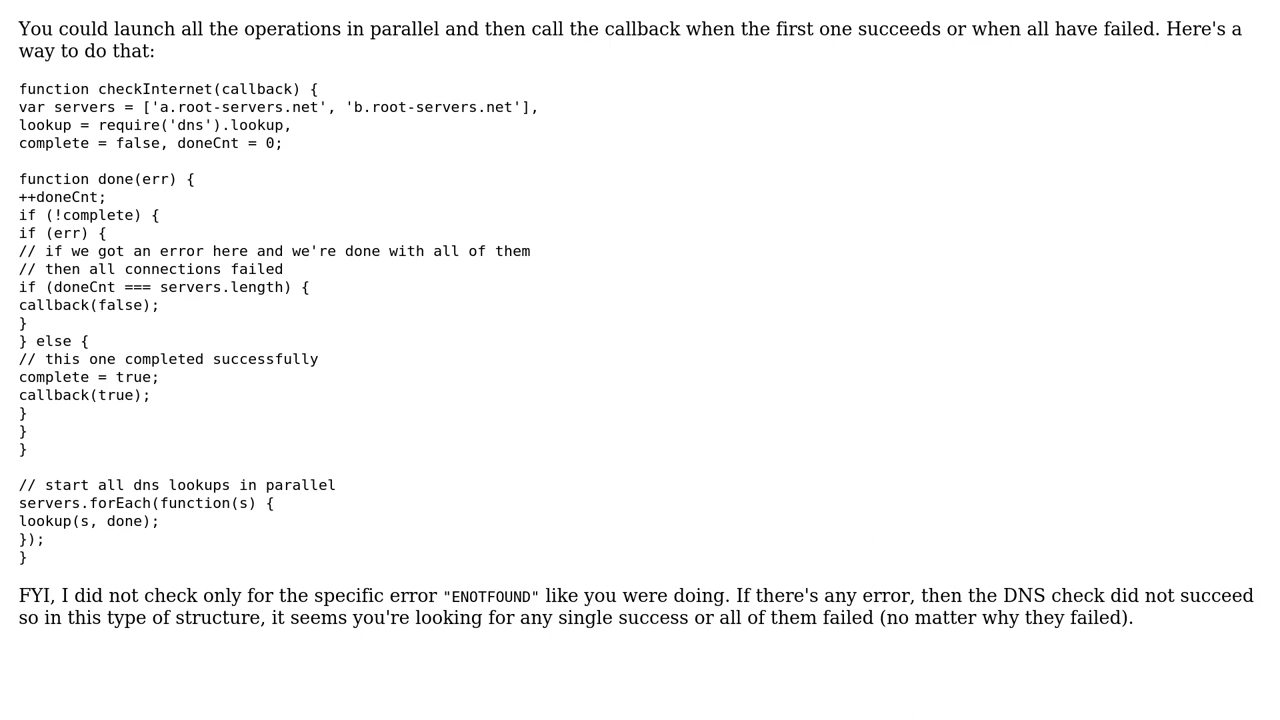 You could launch all the operations in parallel and then call the callback when the first one succeeds or when all have failed. Here's a
way to do that:
function checkInternet(callback) {
var servers = ['a.root-servers.net', 'b.root-servers.net'],
lookup = require('dns').lookup,
complete = false, doneCnt = 0;
function done(err) {
++doneCnt;
if (!complete) {
if (err) {
// if we got an error here and we're done with all of them
// then all connections failed
if (doneCnt === servers.length) {
callback(false);
}
} else {
// this one completed successfully
complete = true;
callback(true);
}
}
}
// start all dns lookups in parallel
servers.forEach(function(s) {
lookup(s, done);
});
}
FYI, I did not check only for the specific error "ENOTFOUND" like you were doing. If there's any error, then the DNS check did not succeed
so in this type of structure, it seems you're looking for any single success or all of them failed (no matter why they failed).